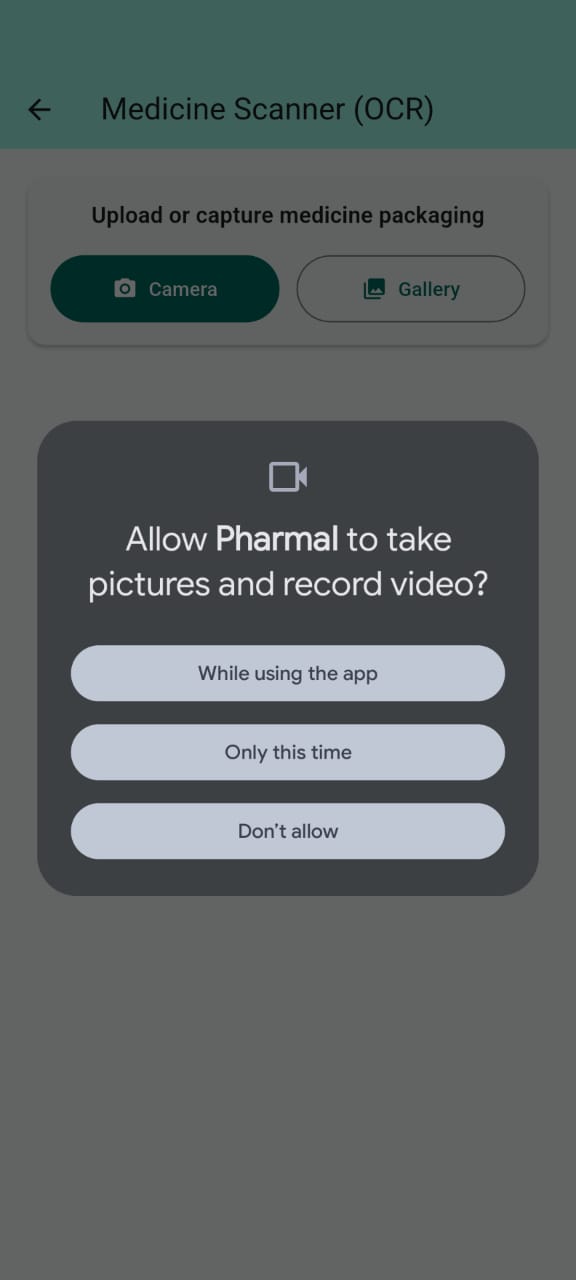 Medicine Scanner (OCR)
Upload or capture medicine packaging
Camera
Gallery
Allow Pharmal to take
pictures and record video?
While using the app
Only this time
Don’t allow